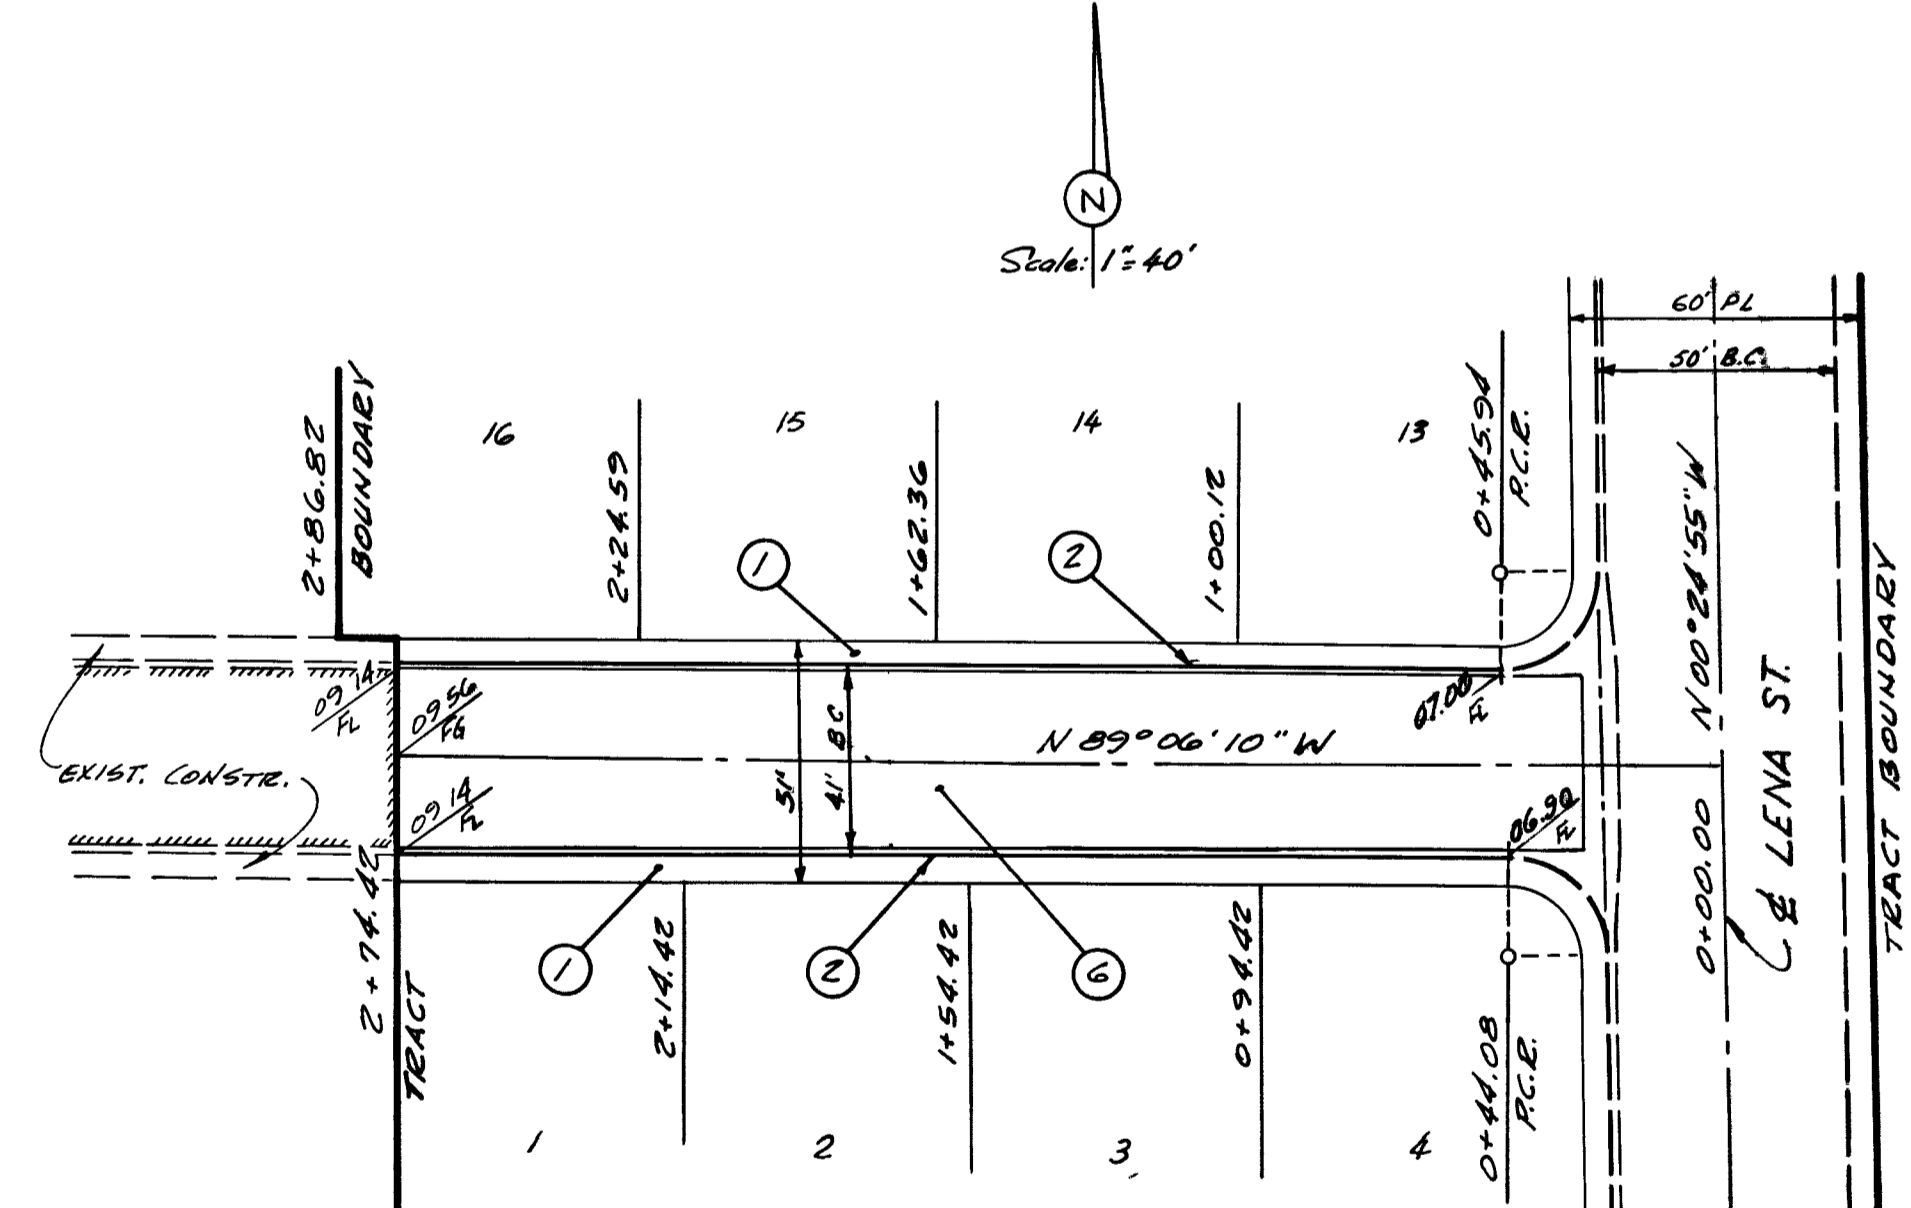 N
Scale: 1"=40'
60' PL
50' B.C.
2+86.82
BOUNDARY
16
2+24.59
15
1+62.36
14
1+00.12
13
0+45.94
P.C.R.
1
2
N 00°24'55" W
TRACT BOUNDARY
09 14
FL
09 56
FG
07.00
FL
N 89°06'10" W
51'
41' BC
EXIST. CONSTR.
09 14
FL
06.90
FL
0+00.00
℄ LENA ST.
2+74.42
TRACT
1
2+14.42
2
1+54.42
6
0+94.42
0+44.08
P.C.R.
1
2
3
4